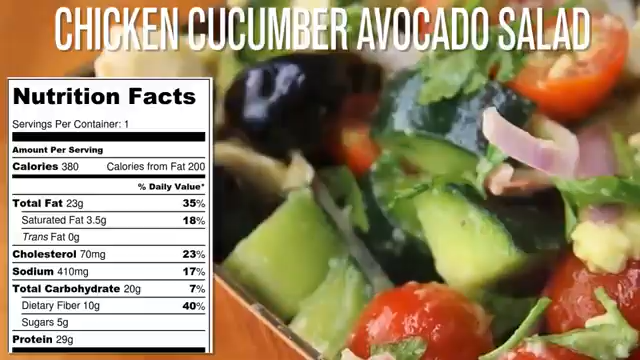 CHICKEN CUCUMBER AVOCADO SALAD
Nutrition Facts
Servings Per Container: 1
Amount Per Serving
Calories 380 Calories from Fat 200
% Daily Value*
Total Fat 23g 35%
Saturated Fat 3.5g 18%
Trans Fat 0g
Cholesterol 70mg 23%
Sodium 410mg 17%
Total Carbohydrate 20g 7%
Dietary Fiber 10g 40%
Sugars 5g
Protein 29g